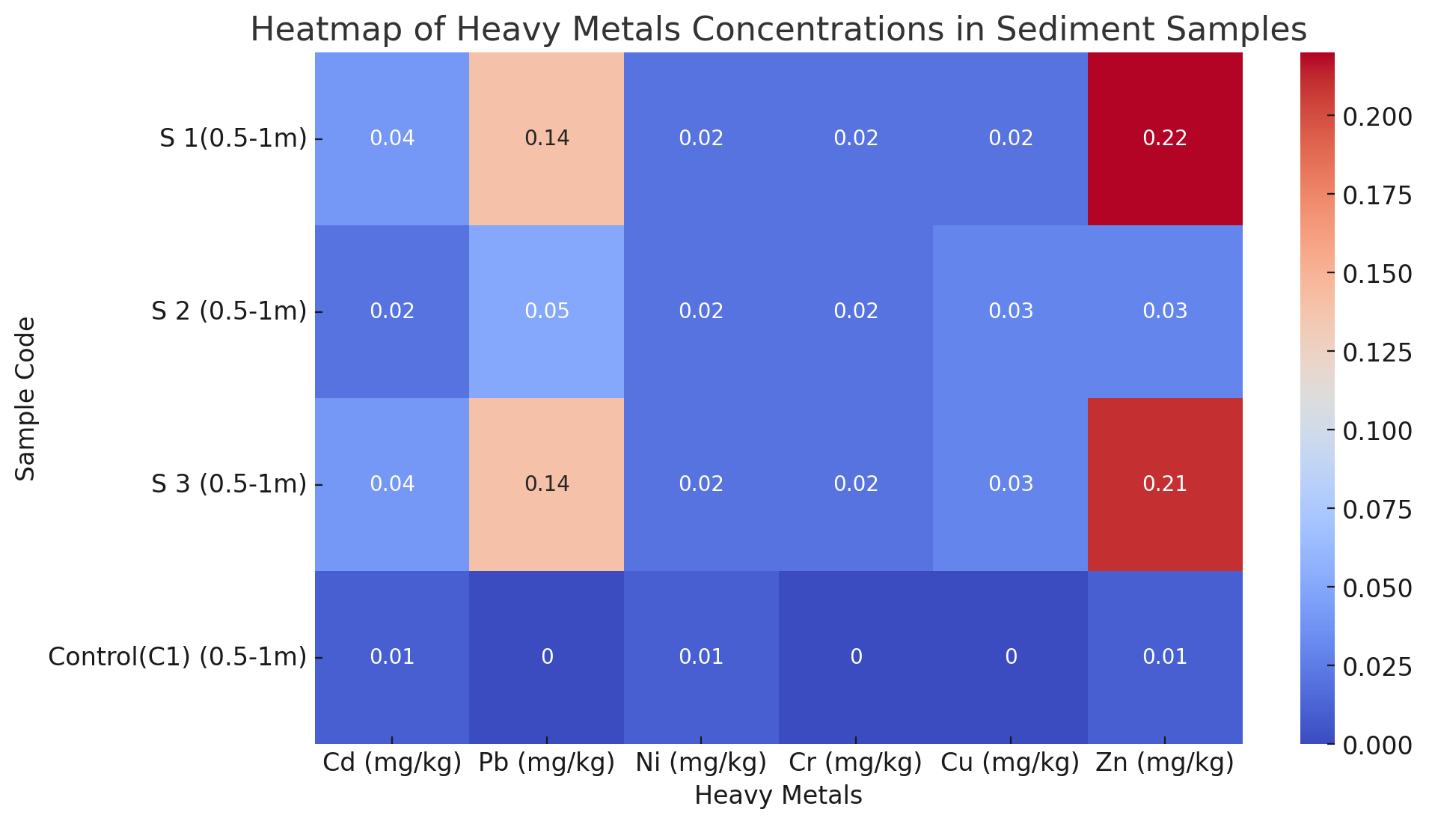 Heatmap of Heavy Metals Concentrations in Sediment Samples
Sample Code
S 1(0.5-1m)
0.04 0.14 0.02 0.02 0.02 0.22
S 2 (0.5-1m)
0.02 0.05 0.02 0.02 0.03 0.03
S 3 (0.5-1m)
0.04 0.14 0.02 0.02 0.03 0.21
Control(C1) (0.5-1m)
0.01 0 0.01 0 0 0.01
Cd (mg/kg) Pb (mg/kg) Ni (mg/kg) Cr (mg/kg) Cu (mg/kg) Zn (mg/kg)
Heavy Metals
0.200
0.175
0.150
0.125
0.100
0.075
0.050
0.025
0.000